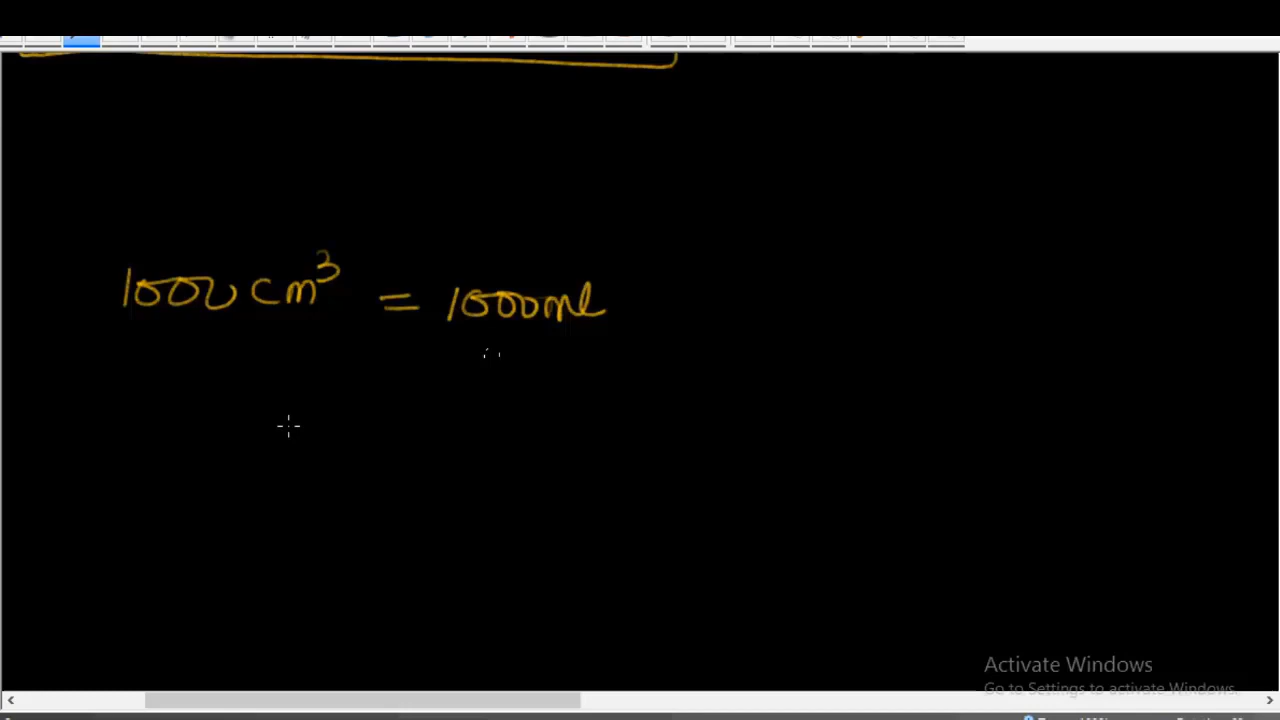 1000 cm³ = 1000ml
Activate Windows
Go to Settings to activate Windows.